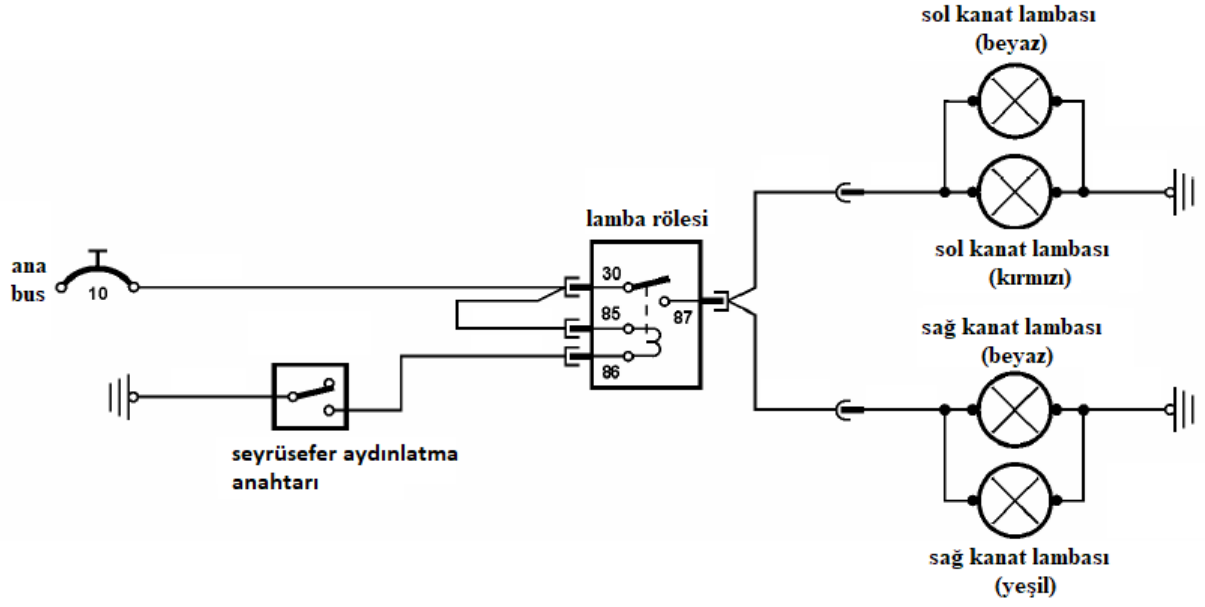 sol kanat lambası
(beyaz)
sol kanat lambası
(kırmızı)
lamba rölesi
ana
bus
10
30
85
87
86
sağ kanat lambası
(beyaz)
seyrüsefer aydınlatma
anahtarı
sağ kanat lambası
(yeşil)